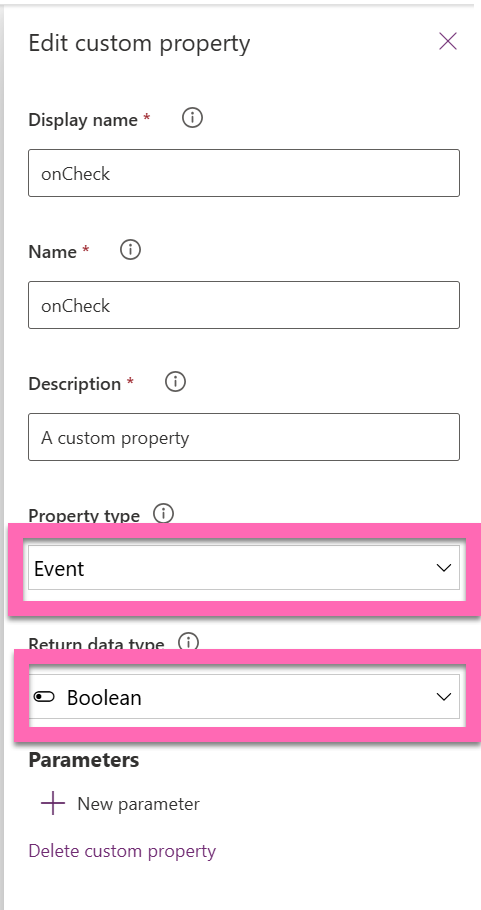 Edit custom property
Display name *
onCheck
Name *
onCheck
Description *
A custom property
Property type
Event
Return data type
Boolean
Parameters
New parameter
Delete custom property